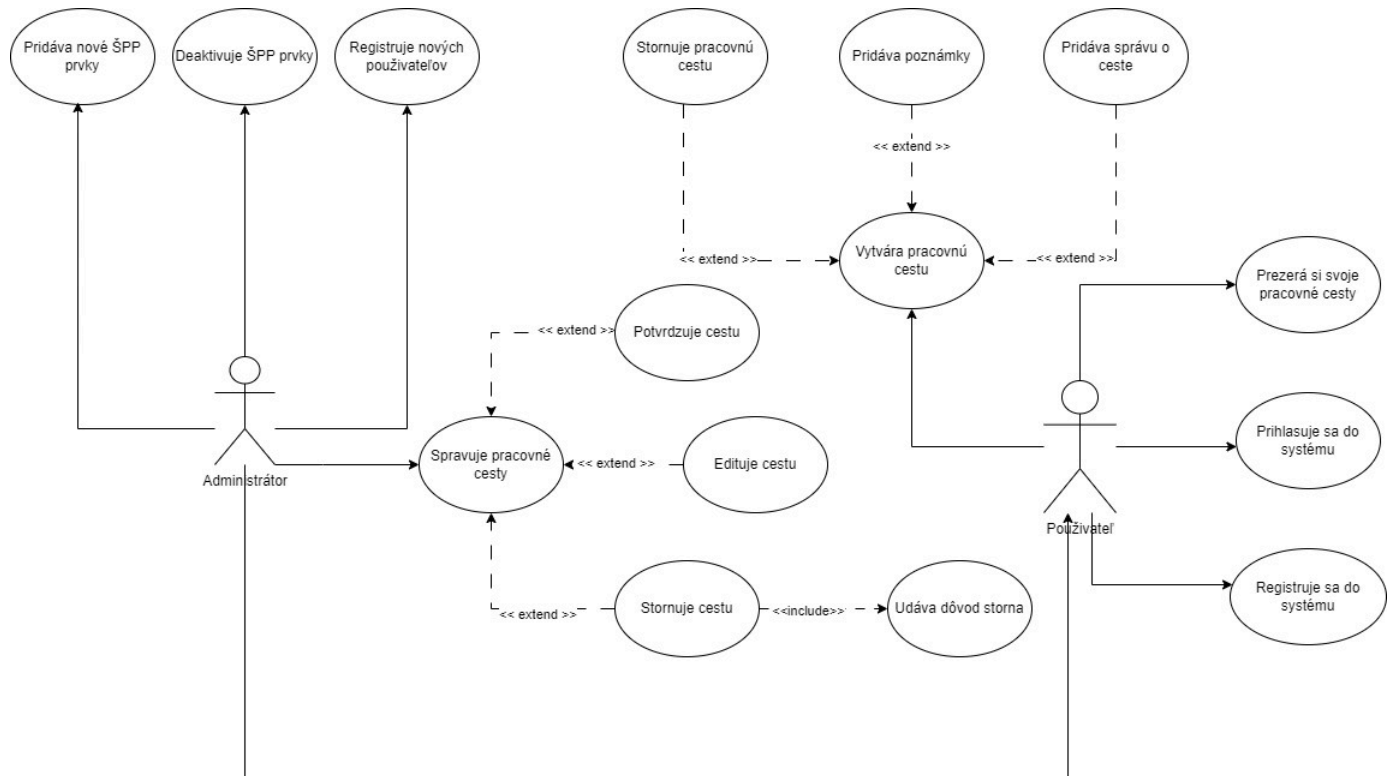 Pridáva nové ŠPP
prvky
Deaktivuje ŠPP prvky
Registruje nových
používateľov
Stornuje pracovnú
cestu
Pridáva poznámky
Pridáva správu o
ceste
<< extend >>
Vytvára pracovnú
cestu
<< extend >>
<< extend >>
Prezerá si svoje
pracovné cesty
<< extend >>
Potvrdzuje cestu
Administrátor
Spravuje pracovné
cesty
<< extend >>
Edituje cestu
Prihlasuje sa do
systému
Používateľ
<< extend >>
Stornuje cestu
<<include>>
Udáva dôvod storna
Registruje sa do
systému